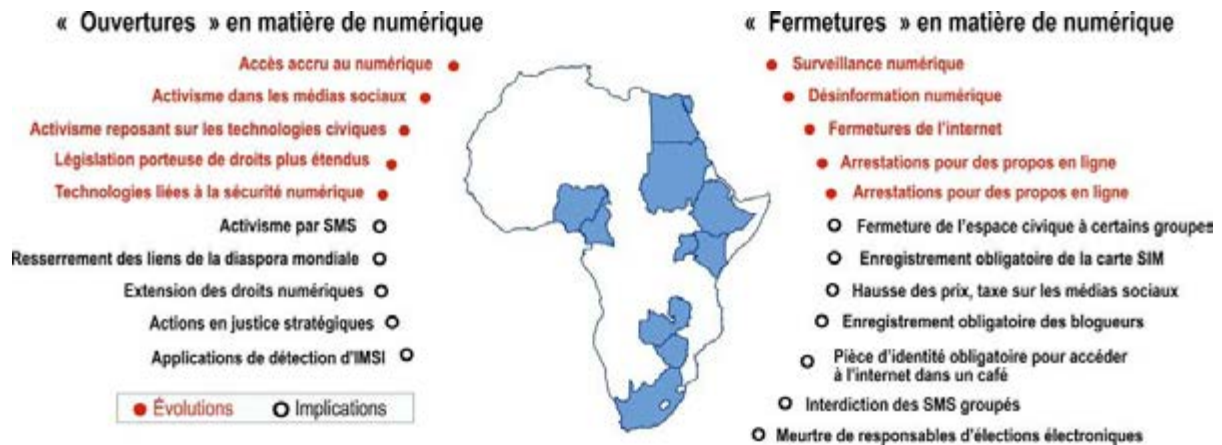 « Ouvertures » en matière de numérique
Accès accru au numérique
Activisme dans les médias sociaux
Activisme reposant sur les technologies civiques
Législation porteuse de droits plus étendus
Technologies liées à la sécurité numérique
Activisme par SMS
Resserrement des liens de la diaspora mondiale
Extension des droits numériques
Actions en justice stratégiques
Applications de détection d'IMSI
Évolutions
Implications
« Fermetures » en matière de numérique
Surveillance numérique
Désinformation numérique
Fermetures de l'internet
Arrestations pour des propos en ligne
Arrestations pour des propos en ligne
Fermeture de l'espace civique à certains groupes
Enregistrement obligatoire de la carte SIM
Hausse des prix, taxe sur les médias sociaux
Enregistrement obligatoire des blogueurs
Pièce d'identité obligatoire pour accéder
à l'internet dans un café
Interdiction des SMS groupés
Meurtre de responsables d'élections électroniques